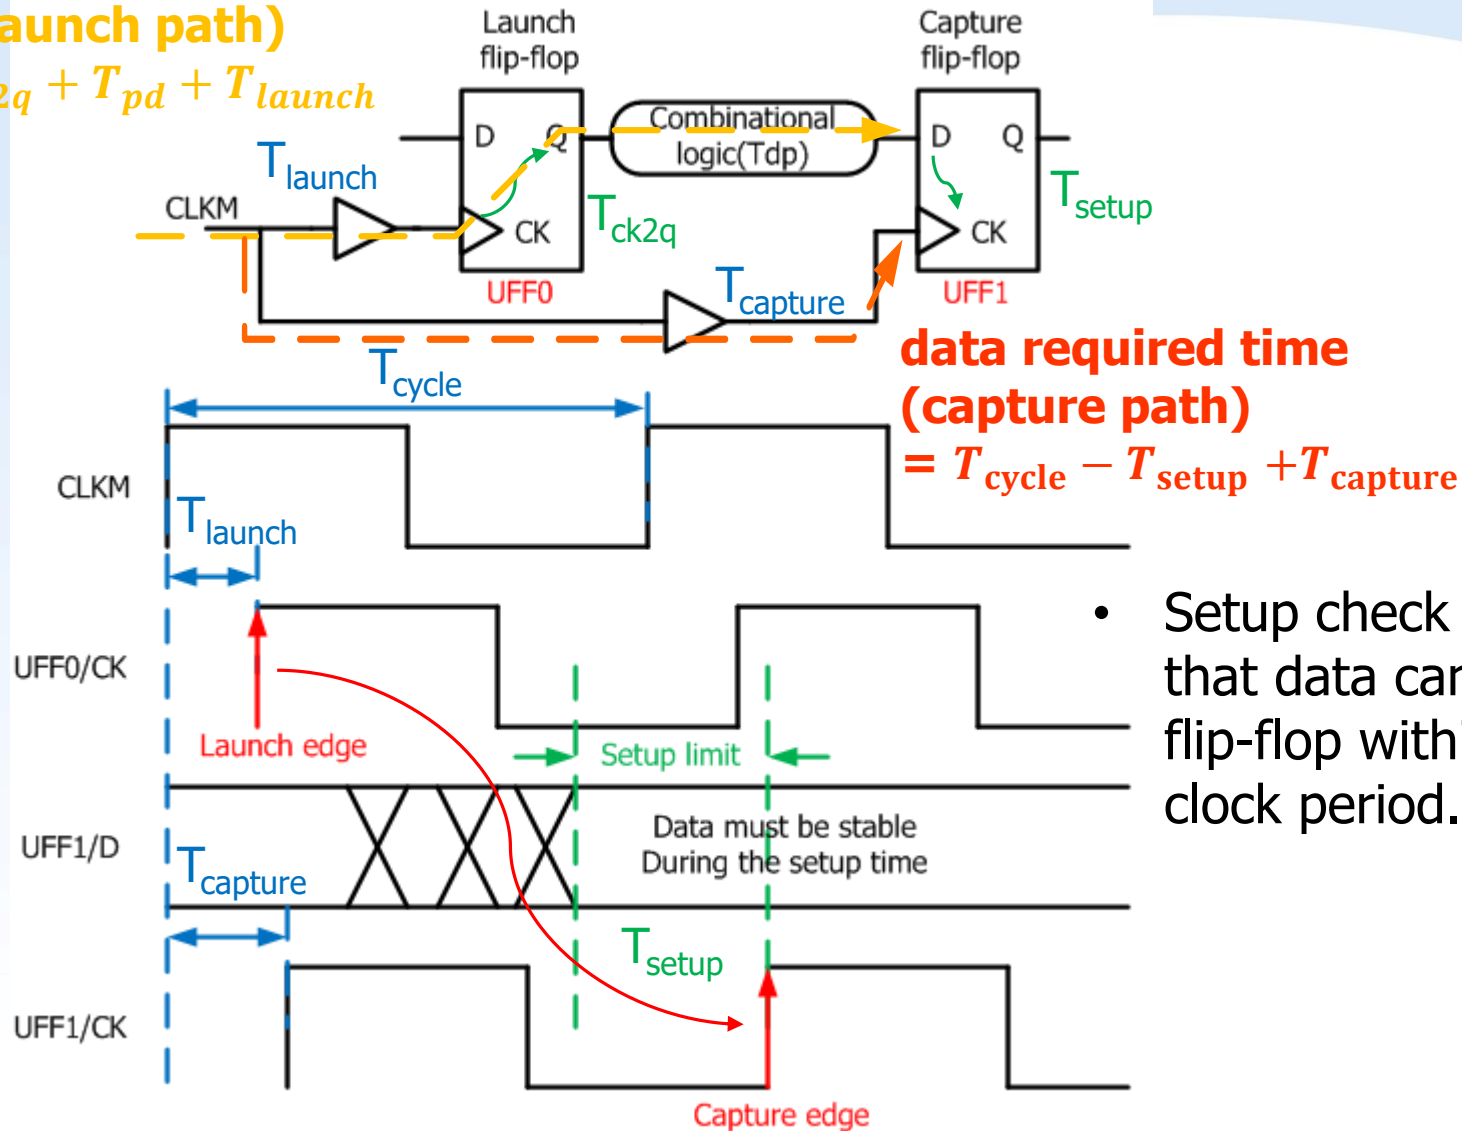 aunch path)
2q + Tpd + Tlaunch
Launch
flip-flop
Capture
flip-flop
D
Q
Combinational
logic(Tdp)
D
Q
Tlaunch
Tsetup
CLKM
CK
Tck2q
CK
UFF0
Tcapture
UFF1
data required time
(capture path)
= Tcycle − Tsetup +Tcapture
Tcycle
CLKM
Tlaunch
UFF0/CK
Launch edge
Setup limit
• Setup check
that data can
flip-flop with
clock period.
UFF1/D
Data must be stable
During the setup time
Tcapture
Tsetup
UFF1/CK
Capture edge